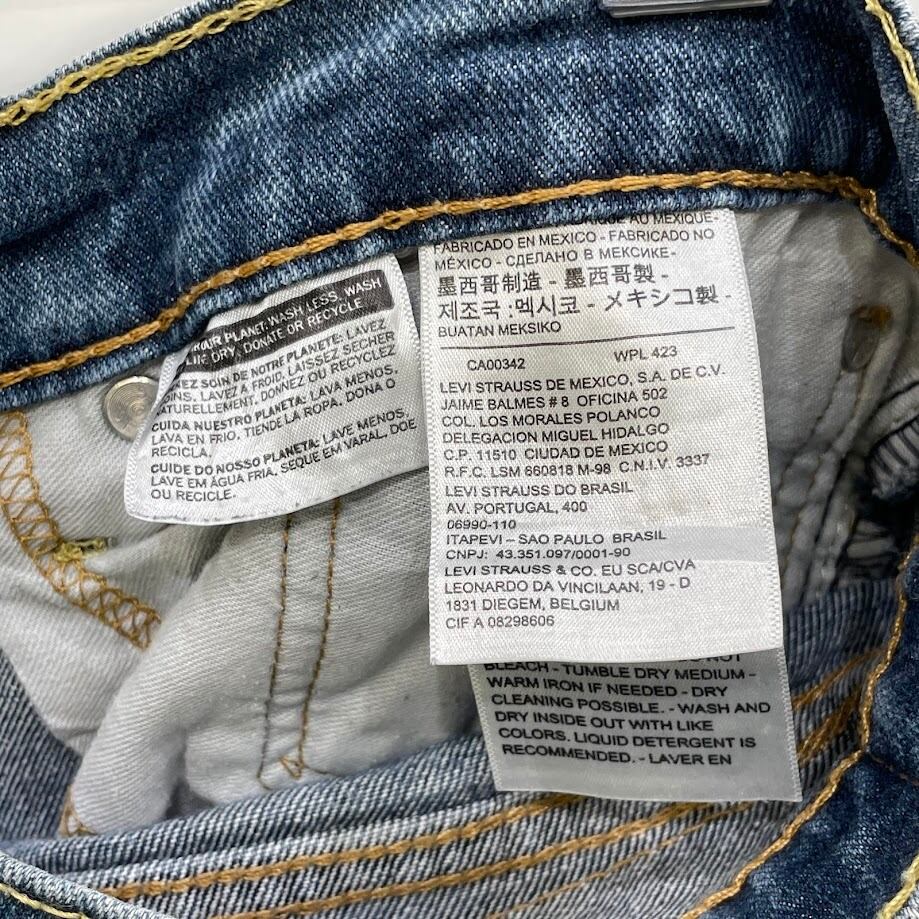 PLANET: WASH LESS, WASH
DRY, DONATE OR RECYCLE
SOIN DE NOTRE PLANETE: LAVEZ
LAVEZ A FROID, LAISSEZ SECHER
DONNEZ OU RECYCLEZ
CUIDA NUESTRO PLANETA: LAVA MENOS,
LAVA EN FRIO, TIENDE LA ROPA, DONA O
RECICLA.
CUIDE DO NOSSO PLANETA: LAVE MENOS,
LAVE EM ÁGUA FRIA, SEQUE EM VARAL, DOE
OU RECICLE.
AU MEXIQUE-
FABRICADO EN MEXICO - FABRICADO NO
MÉXICO - СДЕЛАНО В МЕКСИКЕ-
墨西哥制造 - 墨西哥製 -
제조국 :멕시코 - メキシコ製 -
BUATAN MEKSIKO
CA00342 WPL 423
LEVI STRAUSS DE MEXICO, S.A. DE C.V.
JAIME BALMES # 8 OFICINA 502
COL. LOS MORALES POLANCO
DELEGACION MIGUEL HIDALGO
C.P. 11510 CIUDAD DE MEXICO
R.F.C. LSM 860818 M-98 C.N.I.V. 3337
LEVI STRAUSS DO BRASIL
AV. PORTUGAL, 400
06990-110
ITAPEVI – SAO PAULO BRASIL
CNPJ: 43.351.097/0001-90
LEVI STRAUSS & CO. EU SCA/CVA
LEONARDO DA VINCILAAN, 19 - D
1831 DIEGEM, BELGIUM
CIF A 08298606
NOT
BLEACH - TUMBLE DRY MEDIUM -
WARM IRON IF NEEDED - DRY
CLEANING POSSIBLE. - WASH AND
DRY INSIDE OUT WITH LIKE
COLORS. LIQUID DETERGENT IS
RECOMMENDED. - LAVER EN